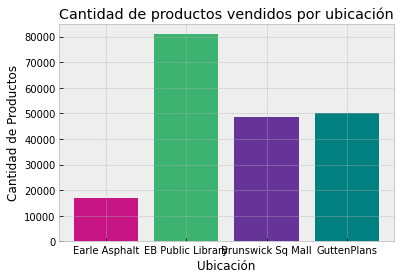 Cantidad de productos vendidos por ubicación
Cantidad de Productos
80000
70000
60000
50000
40000
30000
20000
10000
0
Earle Asphalt EB Public Library Brunswick Sq Mall GuttenPlans
Ubicación